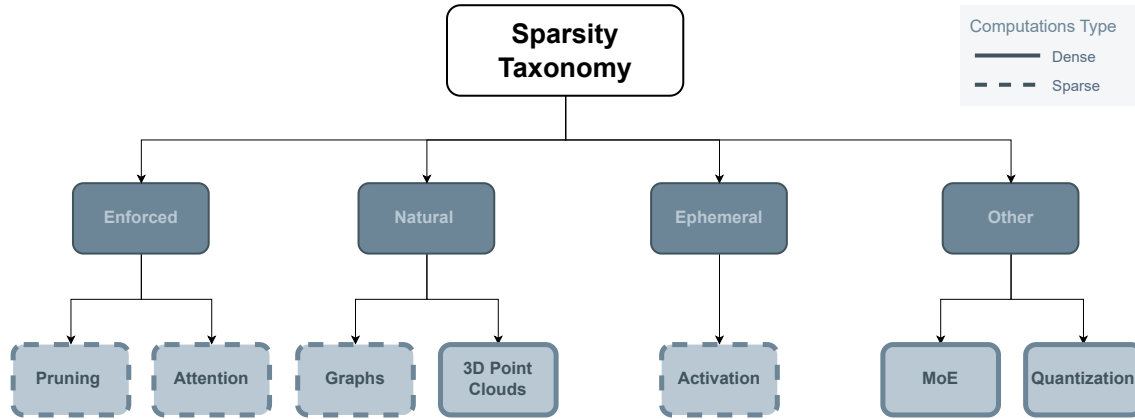 Sparsity
Taxonomy
Computations Type
Dense
Sparse
Enforced
Natural
Ephemeral
Other
Pruning
Attention
Graphs
3D Point
Clouds
Activation
MoE
Quantization